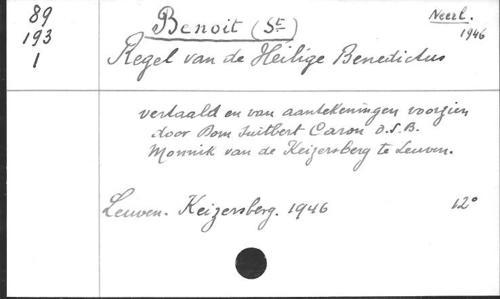 89
193
1
Benoit (St)
Neerl.
1946
Regel van de Heilige Benedictus
vertaald en van aantekeningen voorzien
door Dom Suitbert Caron O.S.B.
Monnik van de Keizersberg te Leuven.
Leuven. Keizersberg. 1946
12°